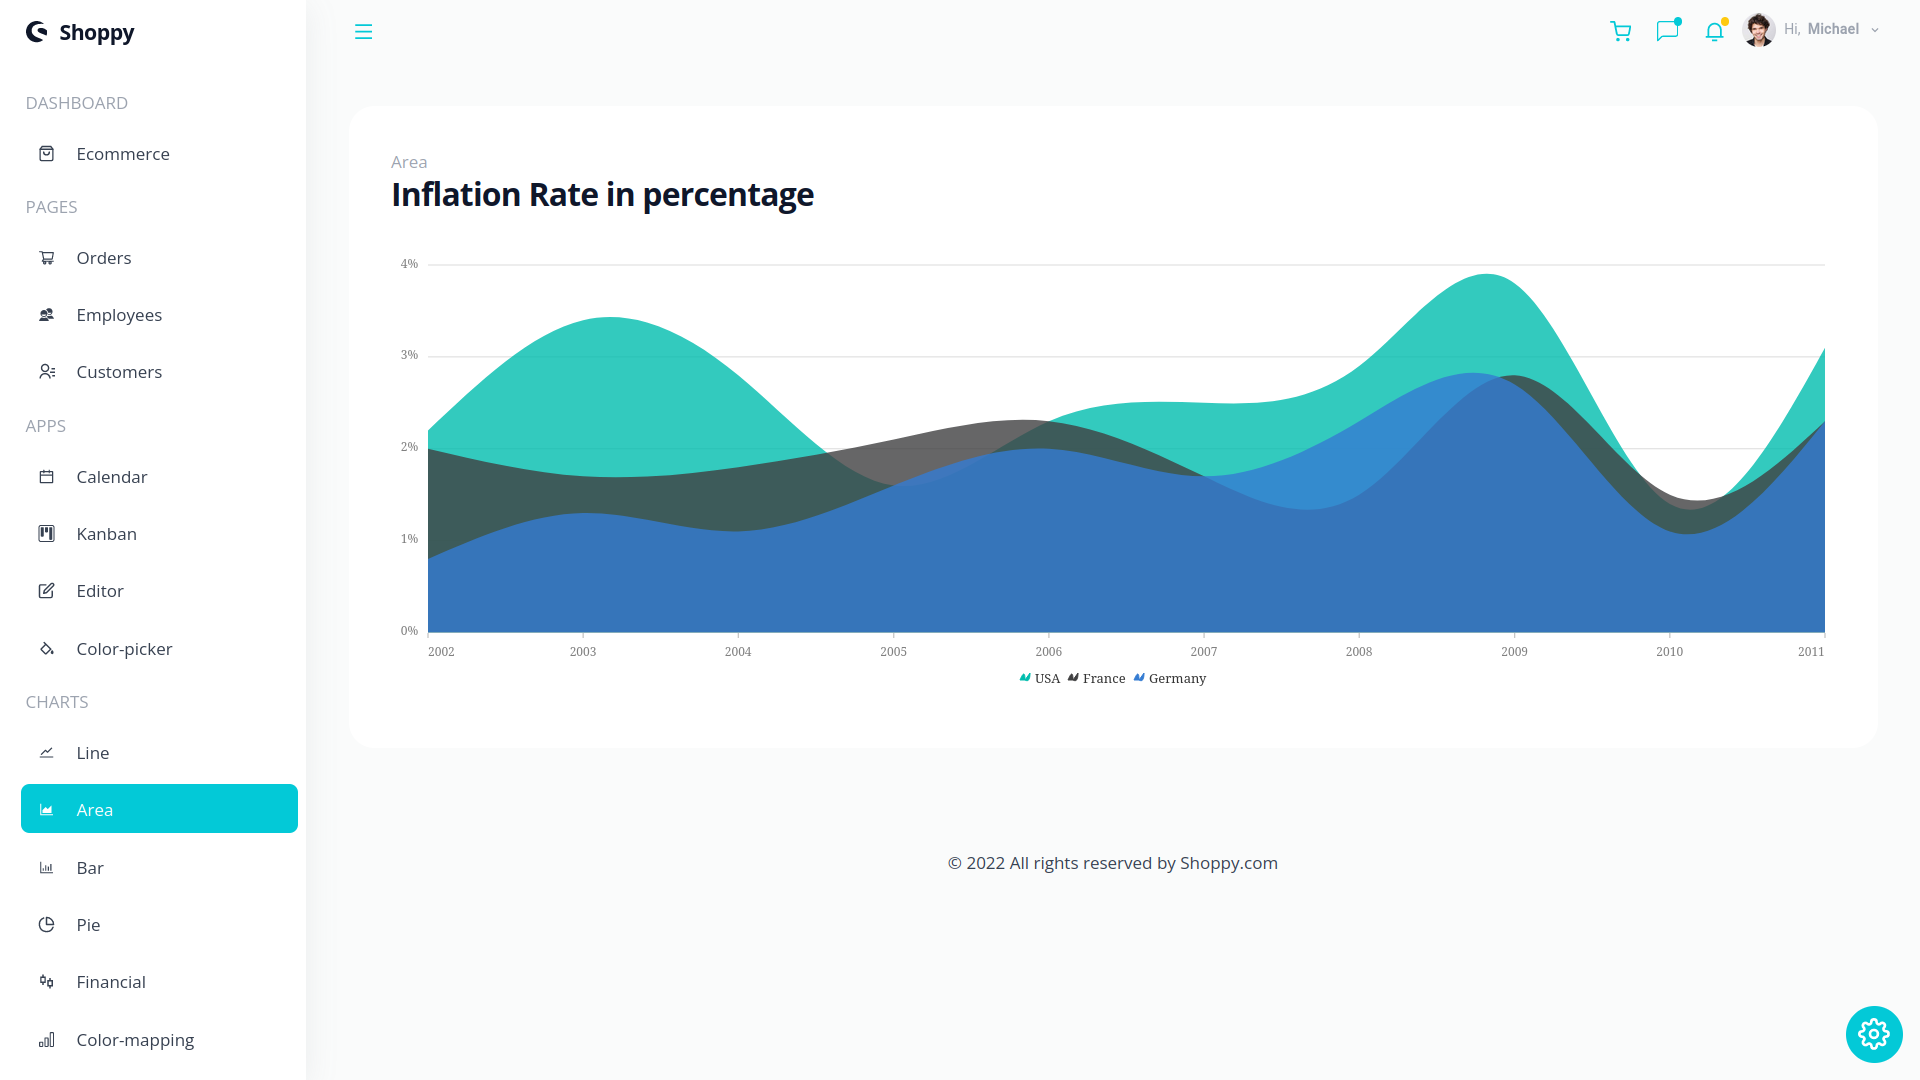 Shoppy
DASHBOARD
Ecommerce
PAGES
Orders
Employees
Customers
APPS
Calendar
Kanban
Editor
Color-picker
CHARTS
Line
Area
Bar
Pie
Financial
Color-mapping
Hi, Michael
Area
Inflation Rate in percentage
4%
3%
2%
1%
0%
2002 2003 2004 2005 2006 2007 2008 2009 2010 2011
USA France Germany
© 2022 All rights reserved by Shoppy.com